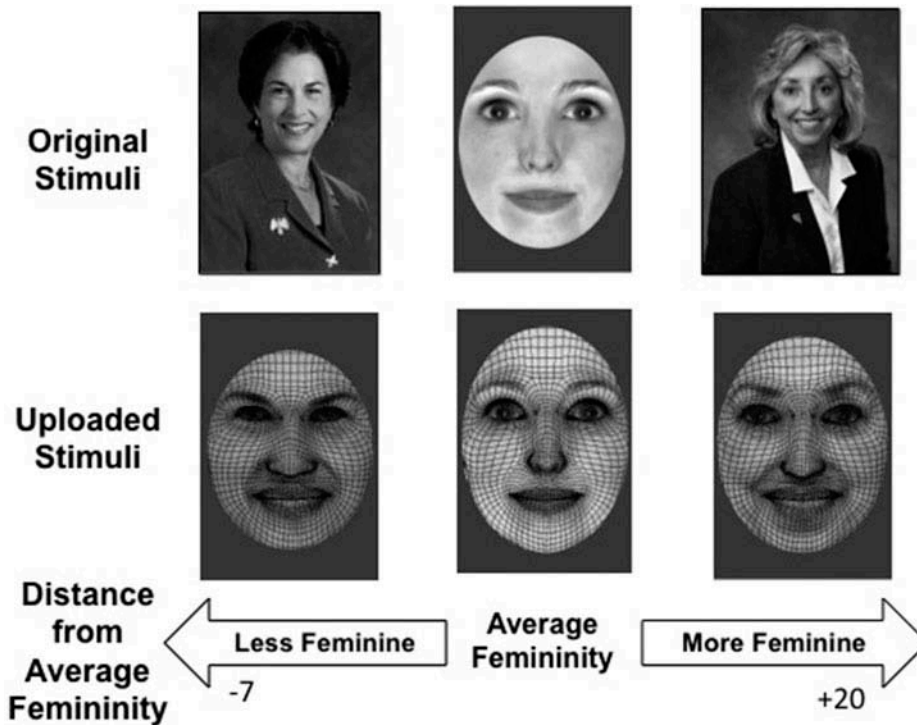 Original
Stimuli
Uploaded
Stimuli
Distance
from
Average
Femininity
Less Feminine
Average
Femininity
More Feminine
-7
+20